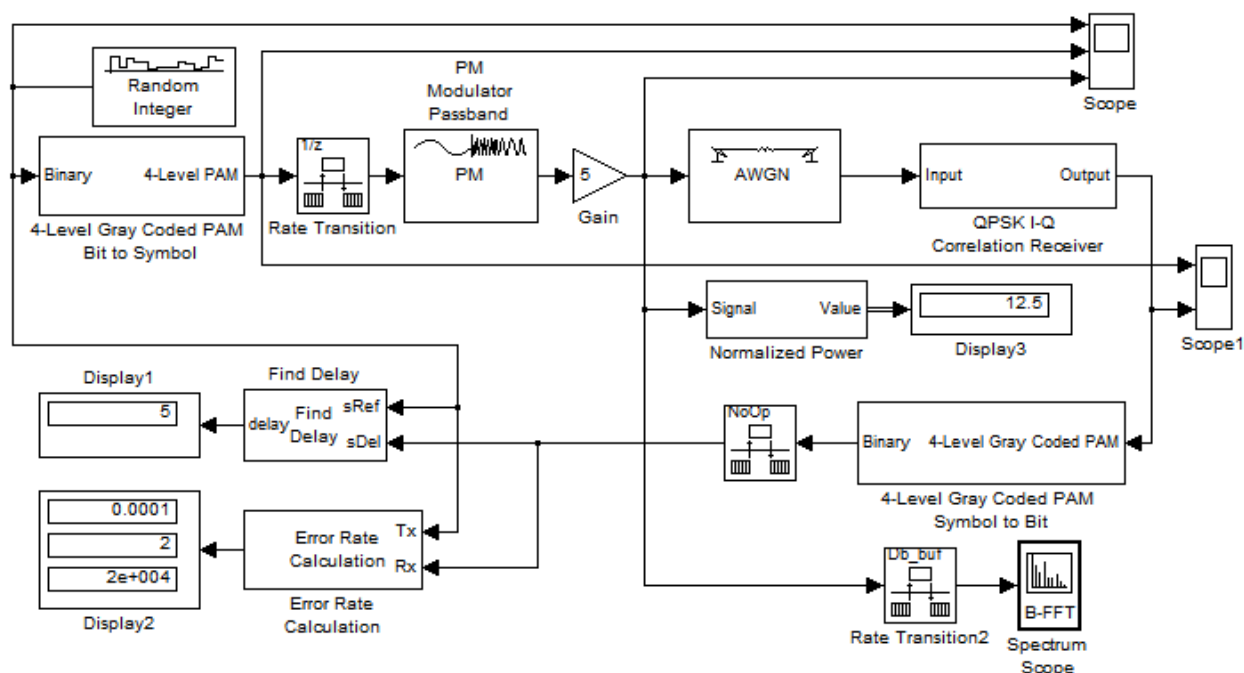 Random
Integer
Scope
PM
Modulator
Passband
1/z
Binary
4-Level PAM
4-Level Gray Coded PAM
Bit to Symbol
Rate Transition
PM
5
Gain
AWGN
Input
Output
QPSK I-Q
Correlation Receiver
Signal
Value
Normalized Power
12.5
Display3
Scope1
Display1
5
Find Delay
delay
Find
Delay
sRef
sDel
NoOp
Binary
4-Level Gray Coded PAM
4-Level Gray Coded PAM
Symbol to Bit
0.0001
2
2e+004
Display2
Error Rate
Calculation
Tx
Rx
Error Rate
Calculation
Db_buf
Rate Transition2
B-FFT
Spectrum
Scope